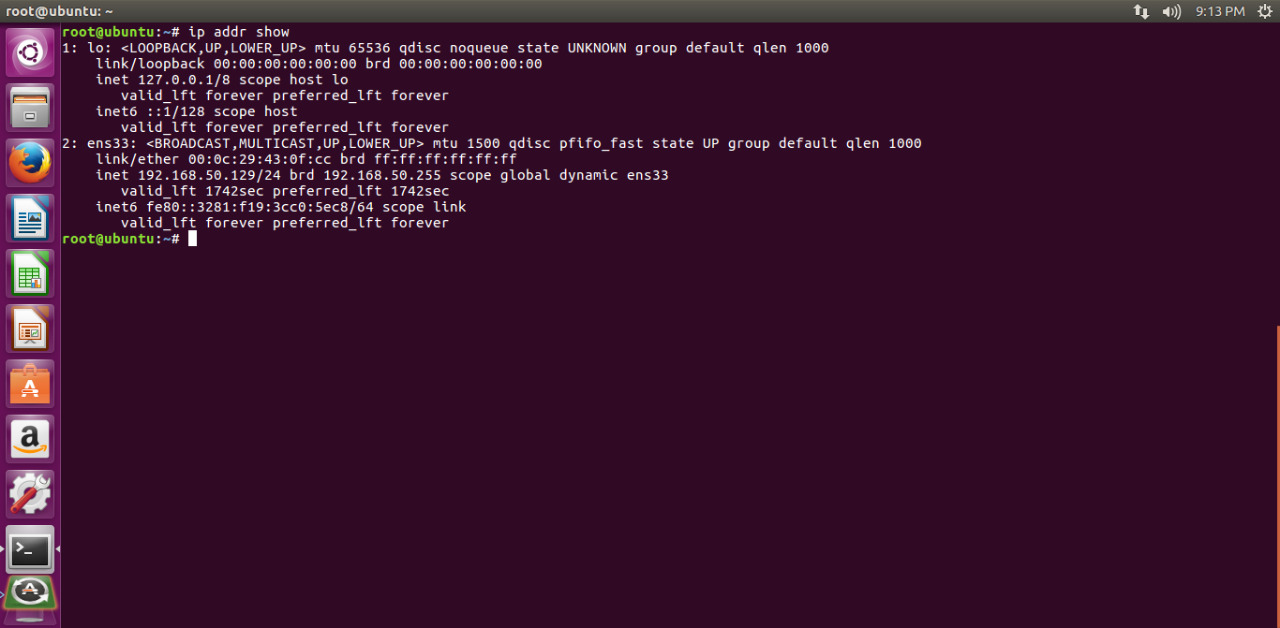 root@ubuntu: ~
9:13 PM
root@ubuntu:~# ip addr show
1: lo: <LOOPBACK,UP,LOWER_UP> mtu 65536 qdisc noqueue state UNKNOWN group default qlen 1000
    link/loopback 00:00:00:00:00:00 brd 00:00:00:00:00:00
    inet 127.0.0.1/8 scope host lo
       valid_lft forever preferred_lft forever
    inet6 ::1/128 scope host
       valid_lft forever preferred_lft forever
2: ens33: <BROADCAST,MULTICAST,UP,LOWER_UP> mtu 1500 qdisc pfifo_fast state UP group default qlen 1000
    link/ether 00:0c:29:43:0f:cc brd ff:ff:ff:ff:ff:ff
    inet 192.168.50.129/24 brd 192.168.50.255 scope global dynamic ens33
       valid_lft 1742sec preferred_lft 1742sec
    inet6 fe80::3281:f19:3cc0:5ec8/64 scope link
       valid_lft forever preferred_lft forever
root@ubuntu:~#